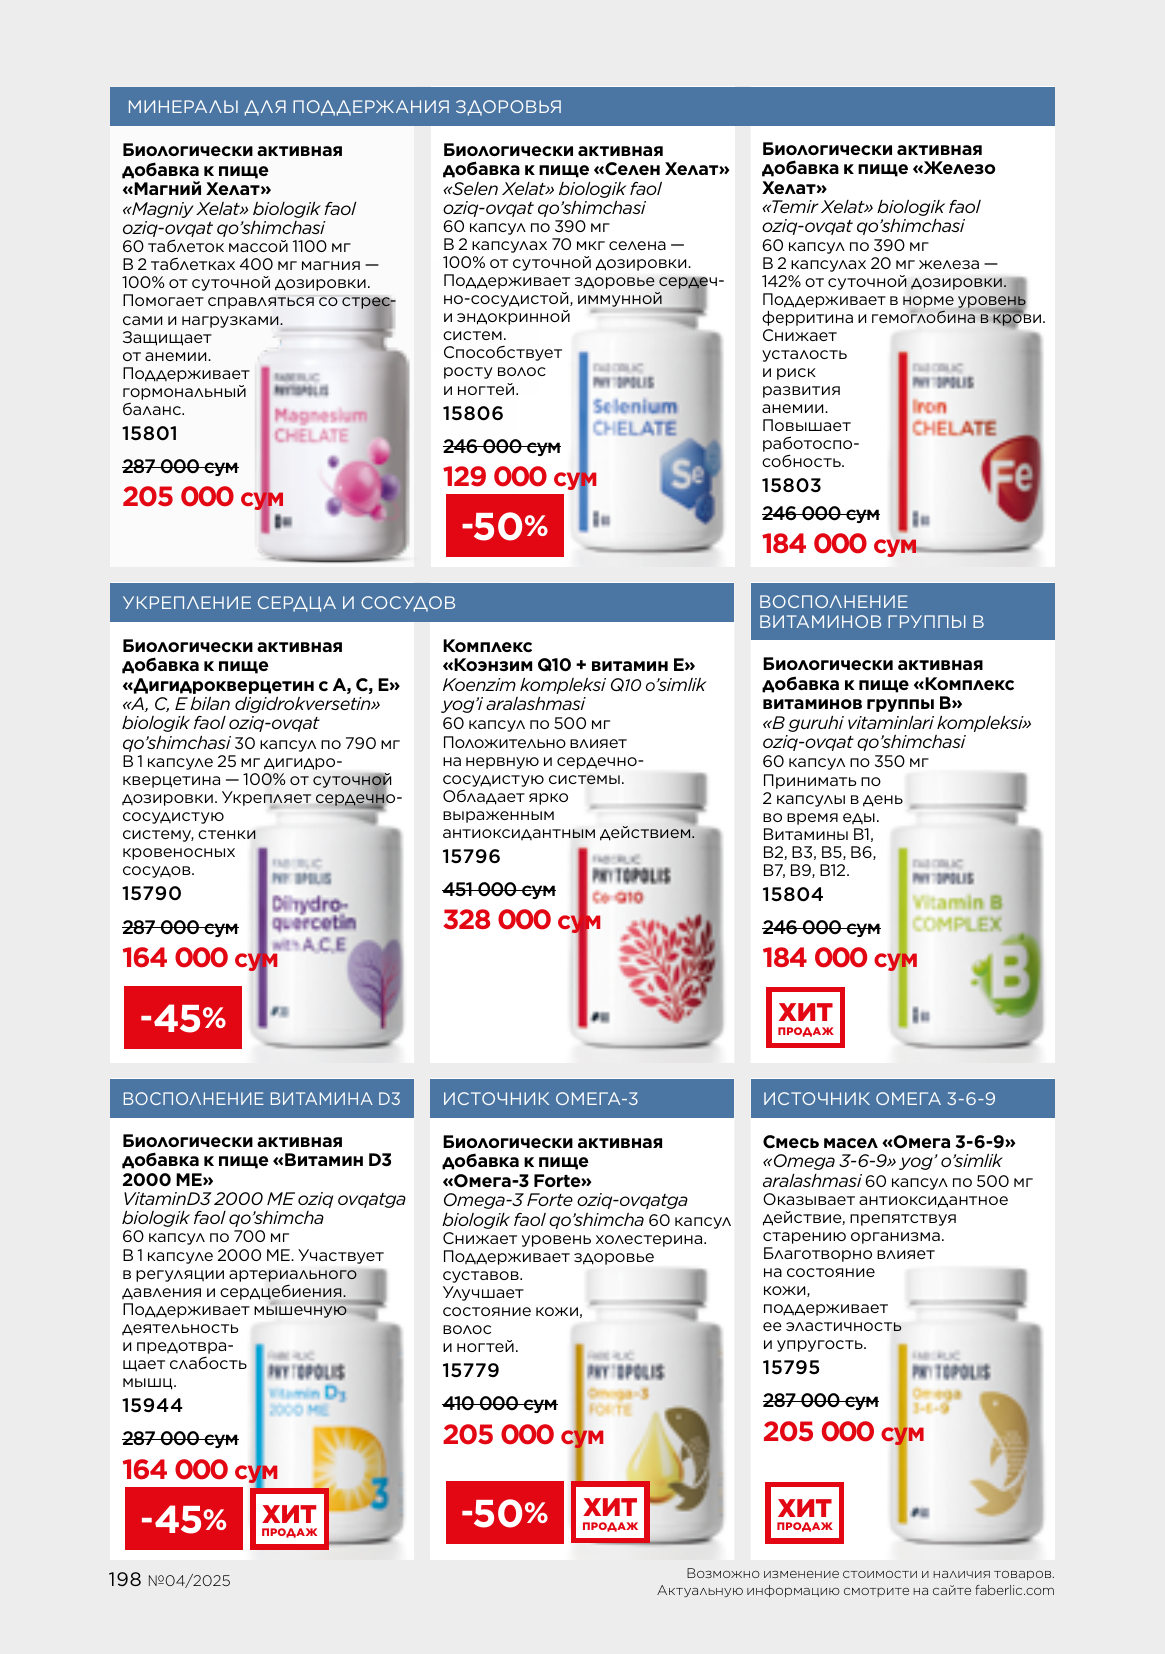 МИНЕРАЛЫ ДЛЯ ПОДДЕРЖАНИЯ ЗДОРОВЬЯ
Биологически активная
добавка к пище
«Магний Хелат»
«Magniy Xelat» biologik faol
oziq-ovqat qo’shimchasi
60 таблеток массой 1100 мг
В 2 таблетках 400 мг магния —
100% от суточной дозировки.
Помогает справляться со стрес-
сами и нагрузками.
Защищает
от анемии.
Поддерживает
гормональный
баланс.
15801
287 000 сум
205 000 сум
FABERLIC
PHYTOPOLIS
Magnesium
CHELATE
Биологически активная
добавка к пище «Селен Хелат»
«Selen Xelat» biologik faol
oziq-ovqat qo’shimchasi
60 капсул по 390 мг
В 2 капсулах 70 мкг селена —
100% от суточной дозировки.
Поддерживает здоровье сердеч-
но-сосудистой, иммунной
и эндокринной
систем.
Способствует
росту волос
и ногтей.
15806
246 000 сум
129 000 сум
-50%
FABERLIC
PHYTOPOLIS
Selenium
CHELATE
Se
Биологически активная
добавка к пище «Железо
Хелат»
«Temir Xelat» biologik faol
oziq-ovqat qo’shimchasi
60 капсул по 390 мг
В 2 капсулах 20 мг железа —
142% от суточной дозировки.
Поддерживает в норме уровень
ферритина и гемоглобина в крови.
Снижает
усталость
и риск
развития
анемии.
Повышает
работоспо-
собность.
15803
246 000 сум
184 000 сум
FABERLIC
PHYTOPOLIS
Iron
CHELATE
Fe
УКРЕПЛЕНИЕ СЕРДЦА И СОСУДОВ
Биологически активная
добавка к пище
«Дигидрокверцетин с А, С, Е»
«A, C, E bilan digidrokversetin»
biologik faol oziq-ovqat
qo’shimchasi 30 капсул по 790 мг
В 1 капсуле 25 мг дигидро-
кверцетина — 100% от суточной
дозировки. Укрепляет сердечно-
сосудистую
систему, стенки
кровеносных
сосудов.
15790
287 000 сум
164 000 сум
-45%
FABERLIC
PHYTOPOLIS
Dihydro-
quercetin
with A,C,E
Комплекс
«Коэнзим Q10 + витамин Е»
Koenzim kompleksi Q10 o’simlik
yog’i aralashmasi
60 капсул по 500 мг
Положительно влияет
на нервную и сердечно-
сосудистую системы.
Обладает ярко
выраженным
антиоксидантным действием.
15796
451 000 сум
328 000 сум
FABERLIC
PHYTOPOLIS
Co-Q10
ВОСПОЛНЕНИЕ
ВИТАМИНОВ ГРУППЫ В
Биологически активная
добавка к пище «Комплекс
витаминов группы В»
«B guruhi vitaminlari kompleksi»
oziq-ovqat qo’shimchasi
60 капсул по 350 мг
Принимать по
2 капсулы в день
во время еды.
Витамины В1,
В2, В3, В5, В6,
В7, В9, В12.
15804
246 000 сум
184 000 сум
ХИТ
ПРОДАЖ
FABERLIC
PHYTOPOLIS
Vitamin B
COMPLEX
B
ВОСПОЛНЕНИЕ ВИТАМИНА D3
Биологически активная
добавка к пище «Витамин D3
2000 МЕ»
VitaminD3 2000 ME oziq ovqatga
biologik faol qo’shimcha
60 капсул по 700 мг
В 1 капсуле 2000 МЕ. Участвует
в регуляции артериального
давления и сердцебиения.
Поддерживает мышечную
деятельность
и предотвра-
щает слабость
мышц.
15944
287 000 сум
164 000 сум
-45%
ХИТ
ПРОДАЖ
FABERLIC
PHYTOPOLIS
Vitamin D3
2000 ME
D3
ИСТОЧНИК ОМЕГА-3
Биологически активная
добавка к пище
«Омега-3 Forte»
Omega-3 Forte oziq-ovqatga
biologik faol qo’shimcha 60 капсул
Снижает уровень холестерина.
Поддерживает здоровье
суставов.
Улучшает
состояние кожи,
волос
и ногтей.
15779
410 000 сум
205 000 сум
-50%
ХИТ
ПРОДАЖ
FABERLIC
PHYTOPOLIS
Omega-3
FORTE
ИСТОЧНИК ОМЕГА 3-6-9
Смесь масел «Омега 3-6-9»
«Omega 3-6-9» yog’ o’simlik
aralashmasi 60 капсул по 500 мг
Оказывает антиоксидантное
действие, препятствуя
старению организма.
Благотворно влияет
на состояние
кожи,
поддерживает
ее эластичность
и упругость.
15795
287 000 сум
205 000 сум
ХИТ
ПРОДАЖ
FABERLIC
PHYTOPOLIS
Omega
3-6-9
198 №04/2025
Возможно изменение стоимости и наличия товаров.
Актуальную информацию смотрите на сайте faberlic.com